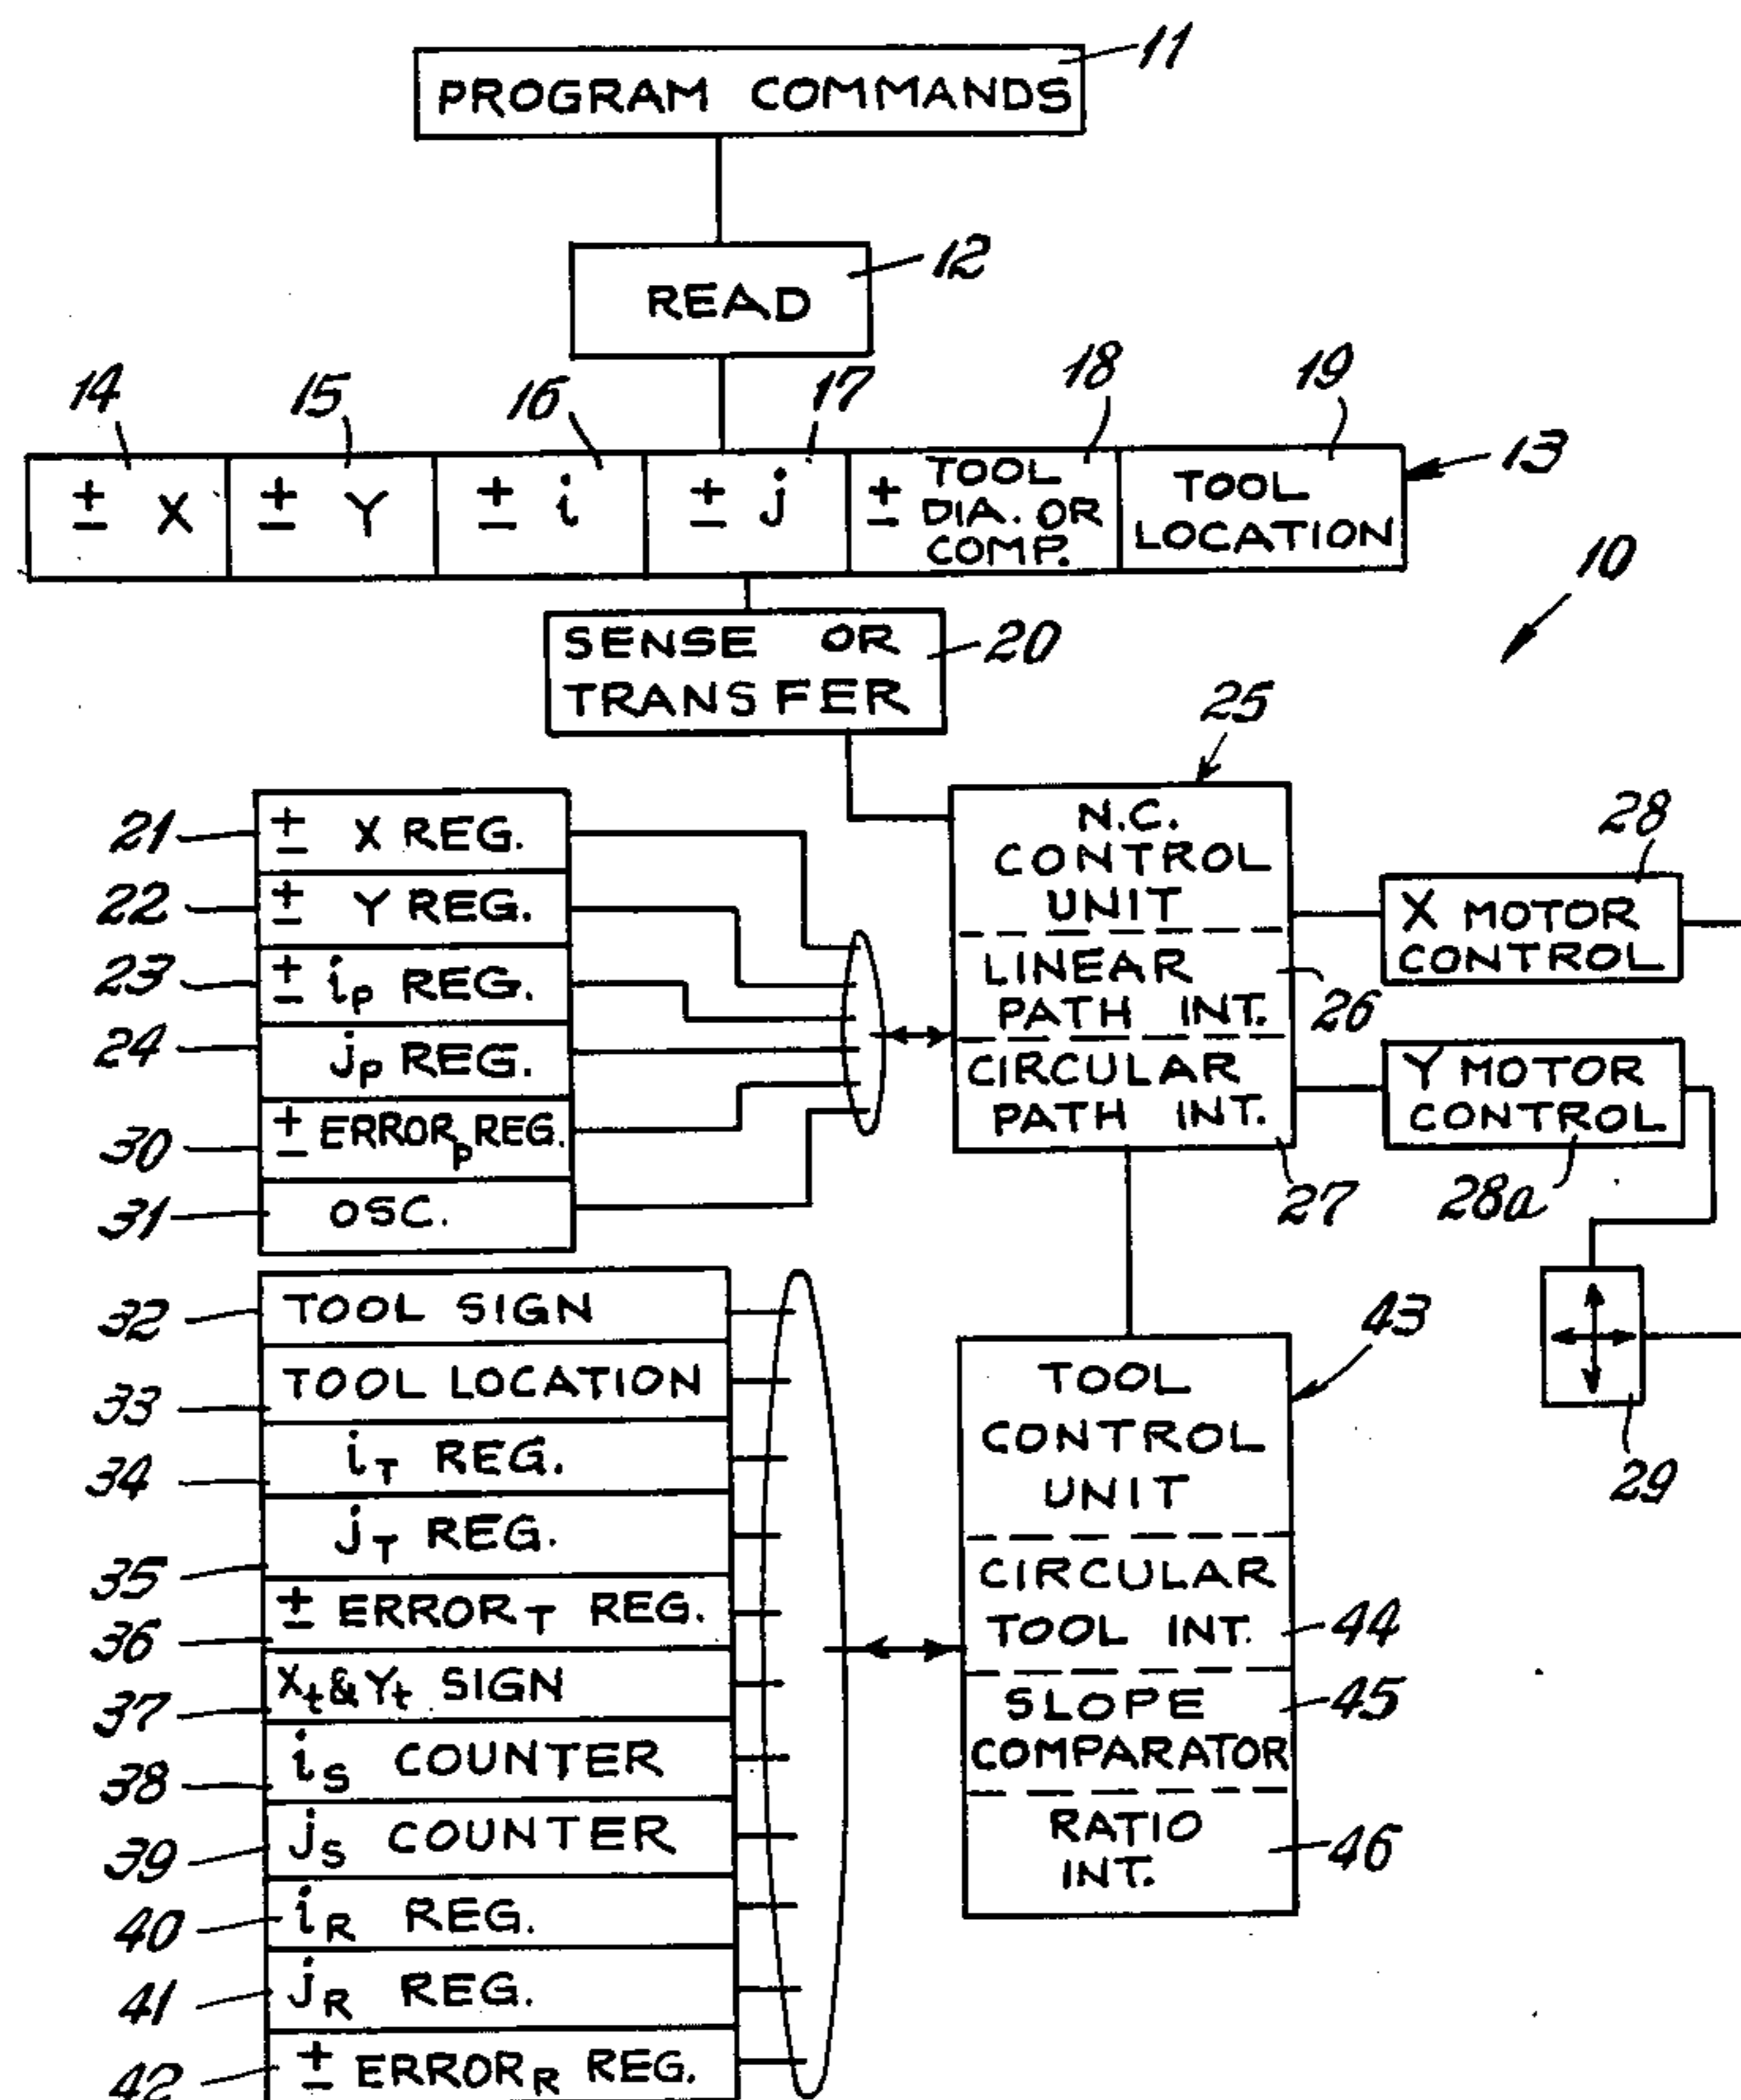 11
PROGRAM COMMANDS
12
READ
14
15
16
17
18
19
13
± X
± Y
± i
± j
± TOOL
DIA. OR
COMP.
TOOL
LOCATION
10
SENSE OR
TRANSFER
20
25
21
± X REG.
22
± Y REG.
23
± iP REG.
24
jP REG.
30
± ERRORP REG.
31
OSC.
N.C.
CONTROL
UNIT
LINEAR
PATH INT.
26
CIRCULAR
PATH INT.
27
28
X MOTOR
CONTROL
Y MOTOR
CONTROL
28a
29
32
TOOL SIGN
33
TOOL LOCATION
34
iT REG.
35
jT REG.
36
± ERRORT REG.
37
Xt & Yt SIGN
38
iS COUNTER
39
jS COUNTER
40
iR REG.
41
jR REG.
42
± ERRORR REG.
43
TOOL
CONTROL
UNIT
CIRCULAR
TOOL INT.
44
SLOPE
COMPARATOR
45
RATIO
INT.
46